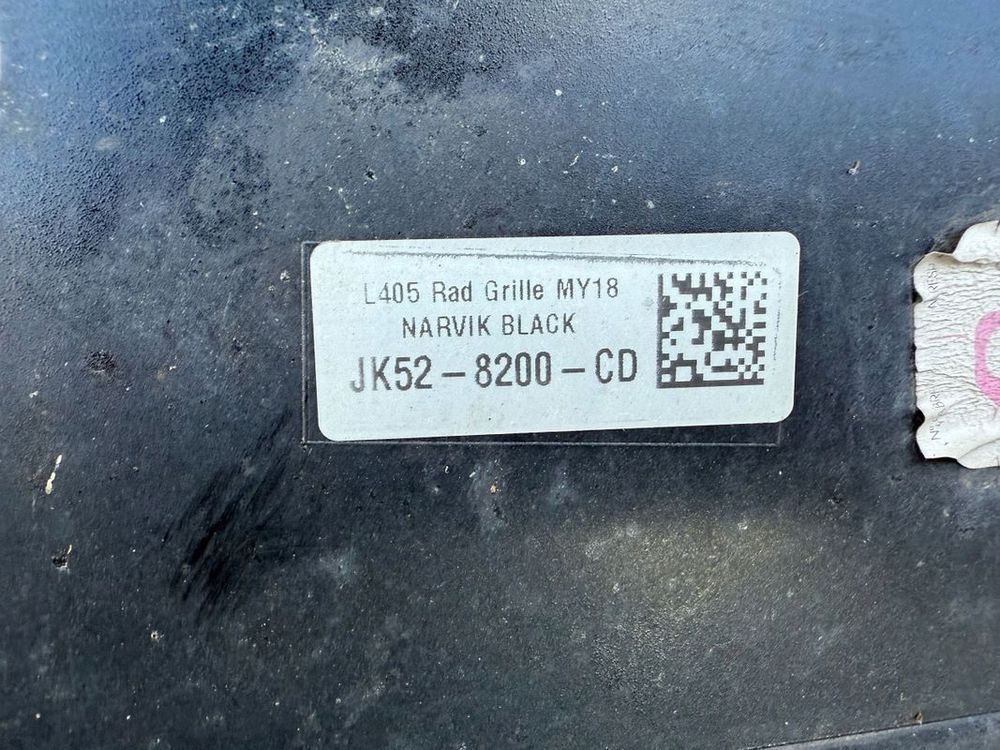 L405 Rad Grille MY18
NARVIK BLACK
JK52-8200-CD